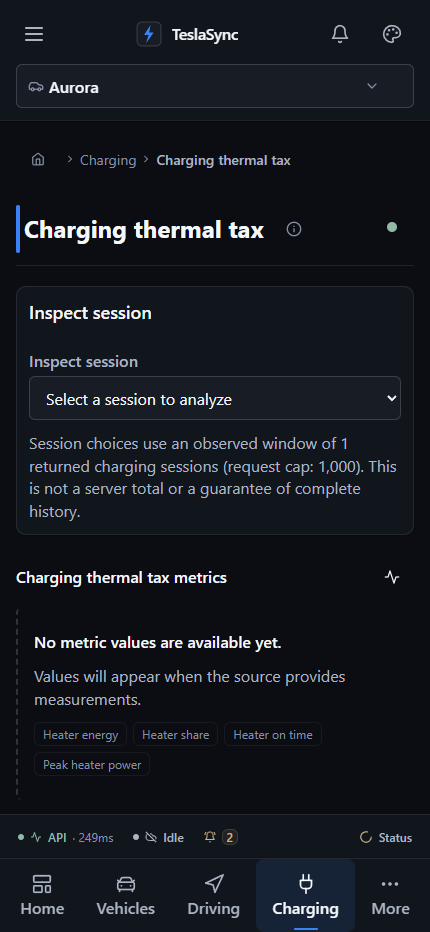 TeslaSync
Aurora
Charging
Charging thermal tax
Charging thermal tax
Inspect session
Inspect session
Select a session to analyze
Session choices use an observed window of 1
returned charging sessions (request cap: 1,000). This
is not a server total or a guarantee of complete
history.
Charging thermal tax metrics
No metric values are available yet.
Values will appear when the source provides
measurements.
Heater energy
Heater share
Heater on time
Peak heater power
API · 249ms
Idle
2
Status
Home
Vehicles
Driving
Charging
More